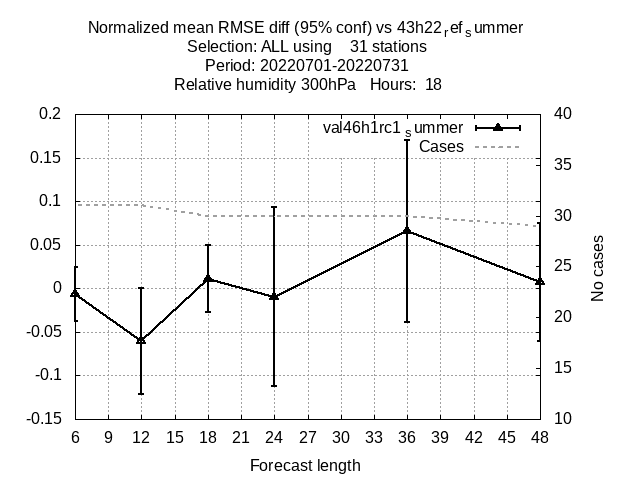 Normalized mean RMSE diff (95% conf) vs 43h22ref summer
Selection: ALL using 31 stations
Period: 20220701-20220731
Relative humidity 300hPa Hours: 18
val46h1rc1summer
Cases
0.2
0.15
0.1
0.05
0
-0.05
-0.1
-0.15
40
35
30
25
20
15
10
No cases
6 9 12 15 18 21 24 27 30 33 36 39 42 45 48
Forecast length